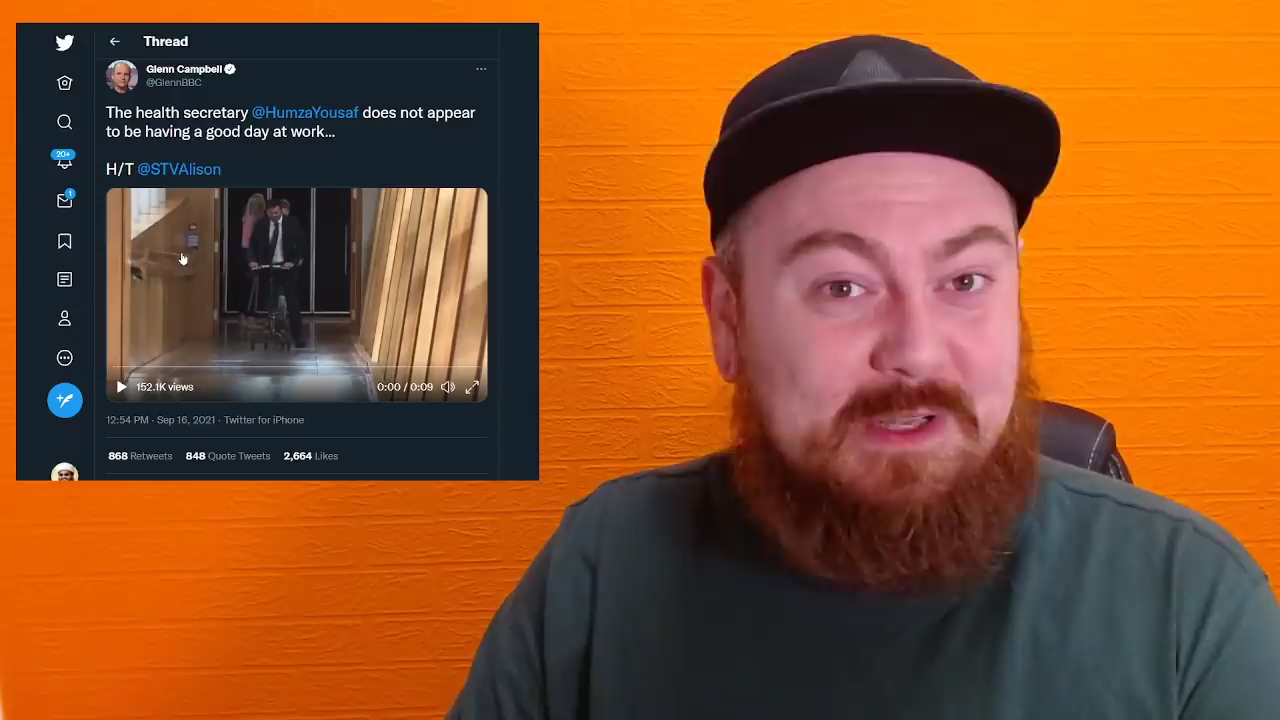 Thread
Glenn Campbell
@GlennBBC
The health secretary @HumzaYousaf does not appear
to be having a good day at work...
H/T @STVAlison
20+
1
152.1K views
0:00 / 0:09
12:54 PM · Sep 16, 2021 · Twitter for iPhone
868 Retweets 848 Quote Tweets 2,664 Likes